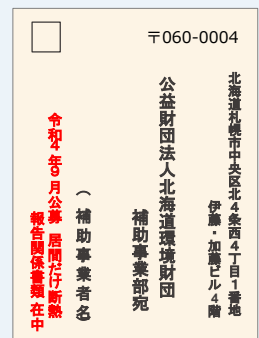 〒060-0004
北海道札幌市中央区北4条西4丁目1番地
伊藤・加藤ビル4階
公益財団法人北海道環境財団
補助事業部宛
(補助事業者名)
令和4年9月公募 居間だけ断熱
報告関係書類 在中